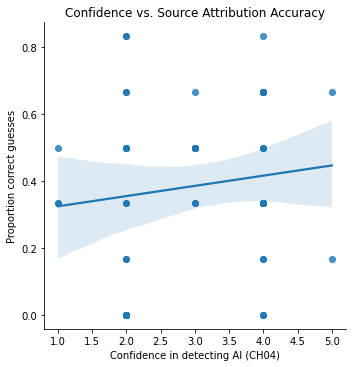 Confidence vs. Source Attribution Accuracy
0.8
0.6
0.4
0.2
0.0
Proportion correct guesses
1.0 1.5 2.0 2.5 3.0 3.5 4.0 4.5 5.0
Confidence in detecting AI (CH04)